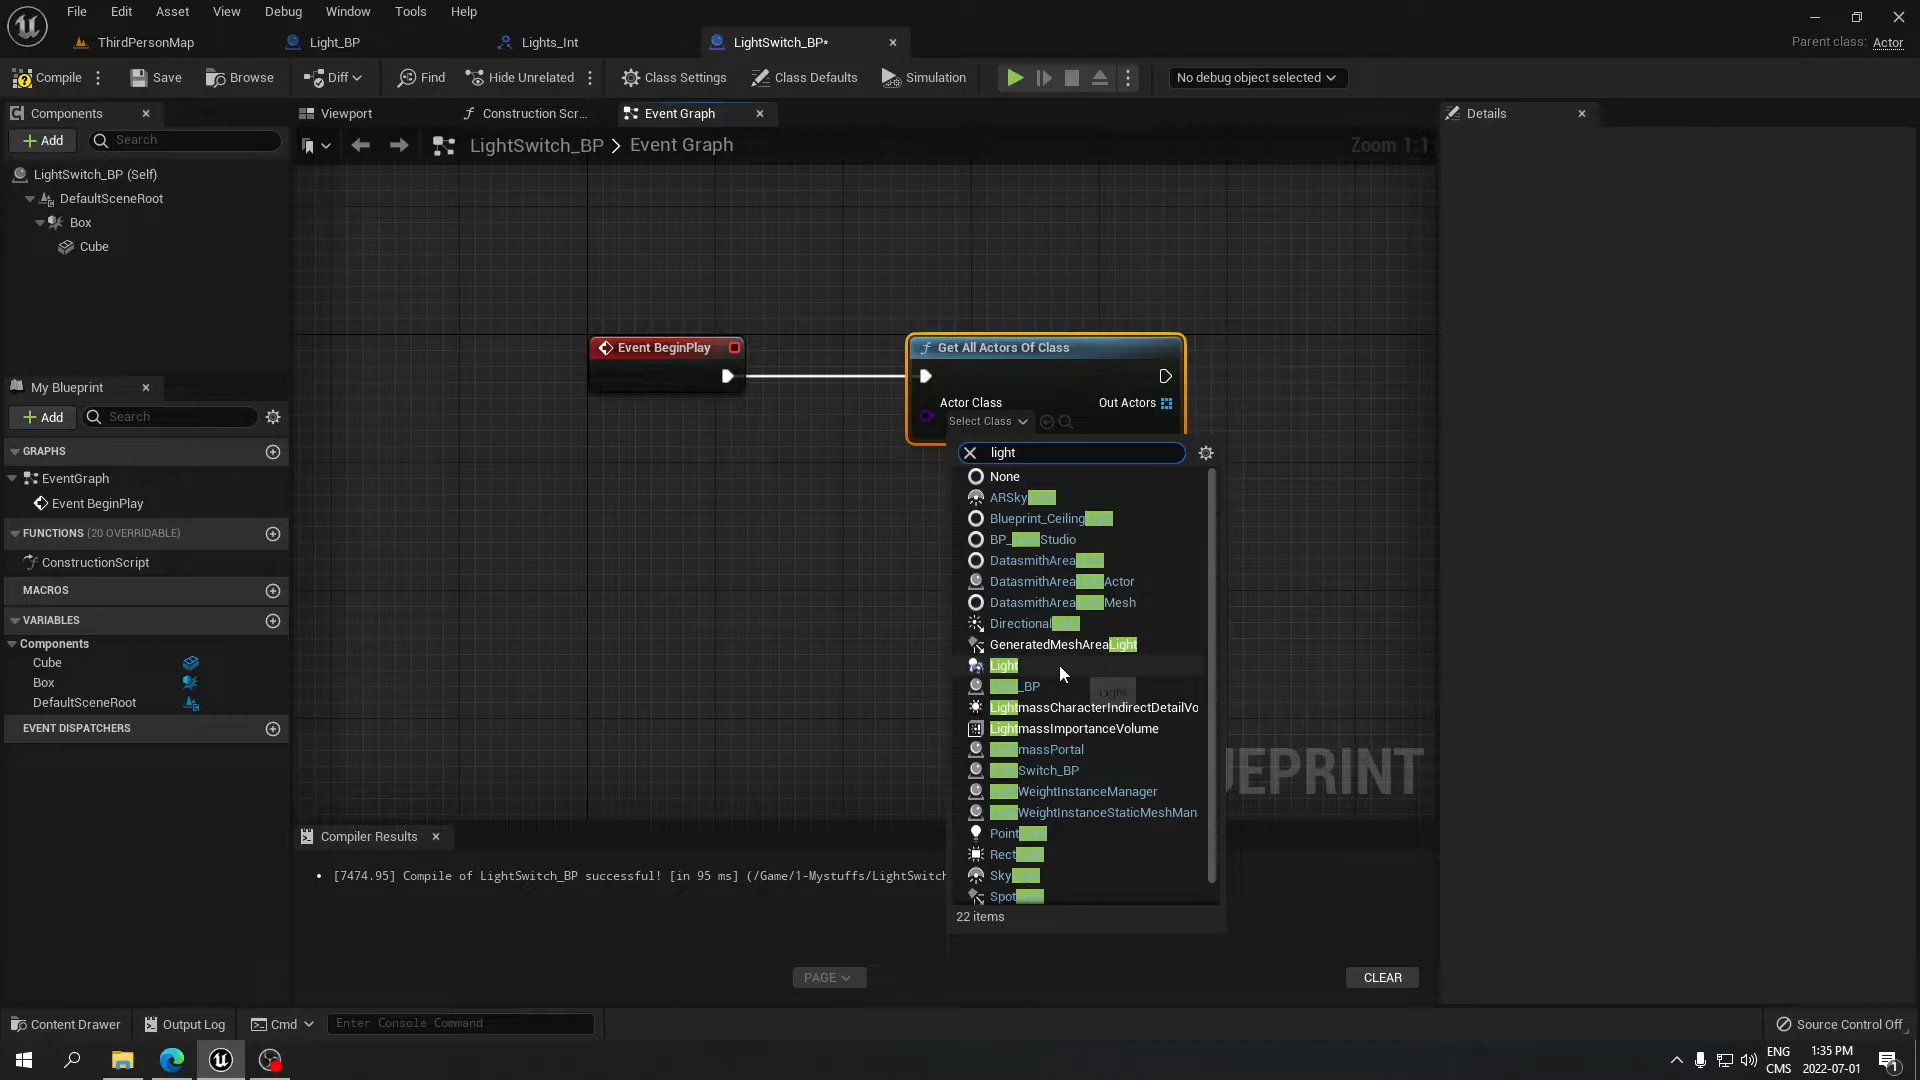 File Edit View Debug Window Tools Help
ThirdPersonMap Light_BP Lights_Int LightSwitch_BP* Parent class: Actor
Compile Save Browse Diff Find Hide Unrelated Class Settings Class Defaults Simulation No debug object selected
Components Viewport Construction Scr... Event Graph Details
Add Search LightSwitch_BP > Event Graph Zoom 1:1
LightSwitch_BP (Self)
DefaultSceneRoot
Box
Cube
Event BeginPlay
Get All Actors Of Class
Actor Class Out Actors
Select Class
light
None
ARSky
Blueprint_Ceiling
BP_ Studio
DatasmithArea
DatasmithArea Actor
DatasmithArea Mesh
Directional
GeneratedMeshAreaLight
Light
_BP
LightmassCharacterIndirectDetailVo
LightmassImportanceVolume
massPortal
Switch_BP
WeightInstanceManager
WeightInstanceStaticMeshMan
Point
Rect
Sky
Spot
22 items
UEPRINT
My Blueprint
Add Search
GRAPHS
EventGraph
Event BeginPlay
FUNCTIONS (20 OVERRIDABLE)
ConstructionScript
MACROS
VARIABLES
Components
Cube
Box
DefaultSceneRoot
EVENT DISPATCHERS
Compiler Results
• [7474.95] Compile of LightSwitch_BP successful! [in 95 ms] (/Game/1-Mystuffs/LightSwitch
PAGE CLEAR
Content Drawer Output Log Cmd Enter Console Command Source Control Off
ENG 1:35 PM
CMS 2022-07-01 1